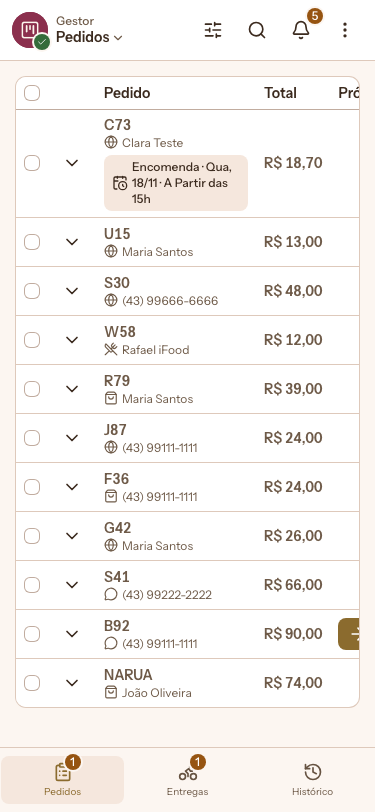 Gestor
Pedidos
5
Pedido Total Pró
C73
Clara Teste
Encomenda · Qua,
18/11 · A Partir das
15h
R$ 18,70
U15
Maria Santos
R$ 13,00
S30
(43) 99666-6666
R$ 48,00
W58
Rafael iFood
R$ 12,00
R79
Maria Santos
R$ 39,00
J87
(43) 99111-1111
R$ 24,00
F36
(43) 99111-1111
R$ 24,00
G42
Maria Santos
R$ 26,00
S41
(43) 99222-2222
R$ 66,00
B92
(43) 99111-1111
R$ 90,00
NARUA
João Oliveira
R$ 74,00
1
Pedidos
1
Entregas
Histórico